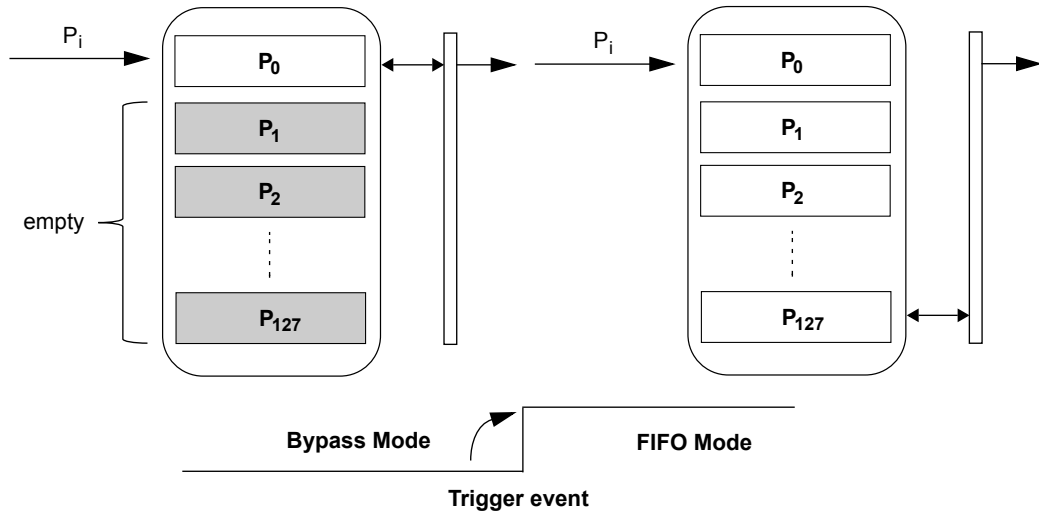 P_i
P_0
P_1
P_2
P_127
empty
P_i
P_0
P_1
P_2
P_127
Bypass Mode
FIFO Mode
Trigger event